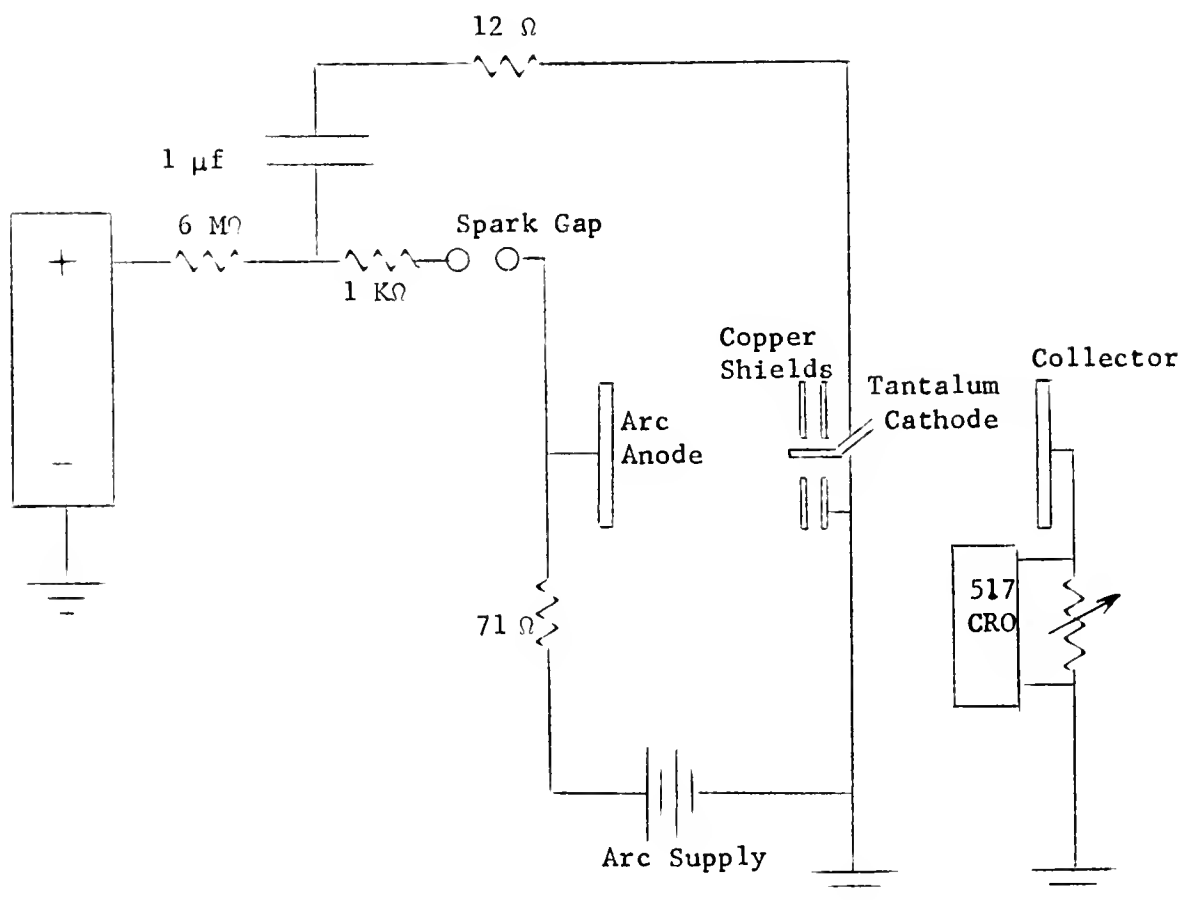 12 Ω
1 μf
6 MΩ
Spark Gap
+
1 KΩ
Copper
Shields
Collector
Tantalum
Cathode
Arc
Anode
−
517
CRO
71 Ω
Arc Supply